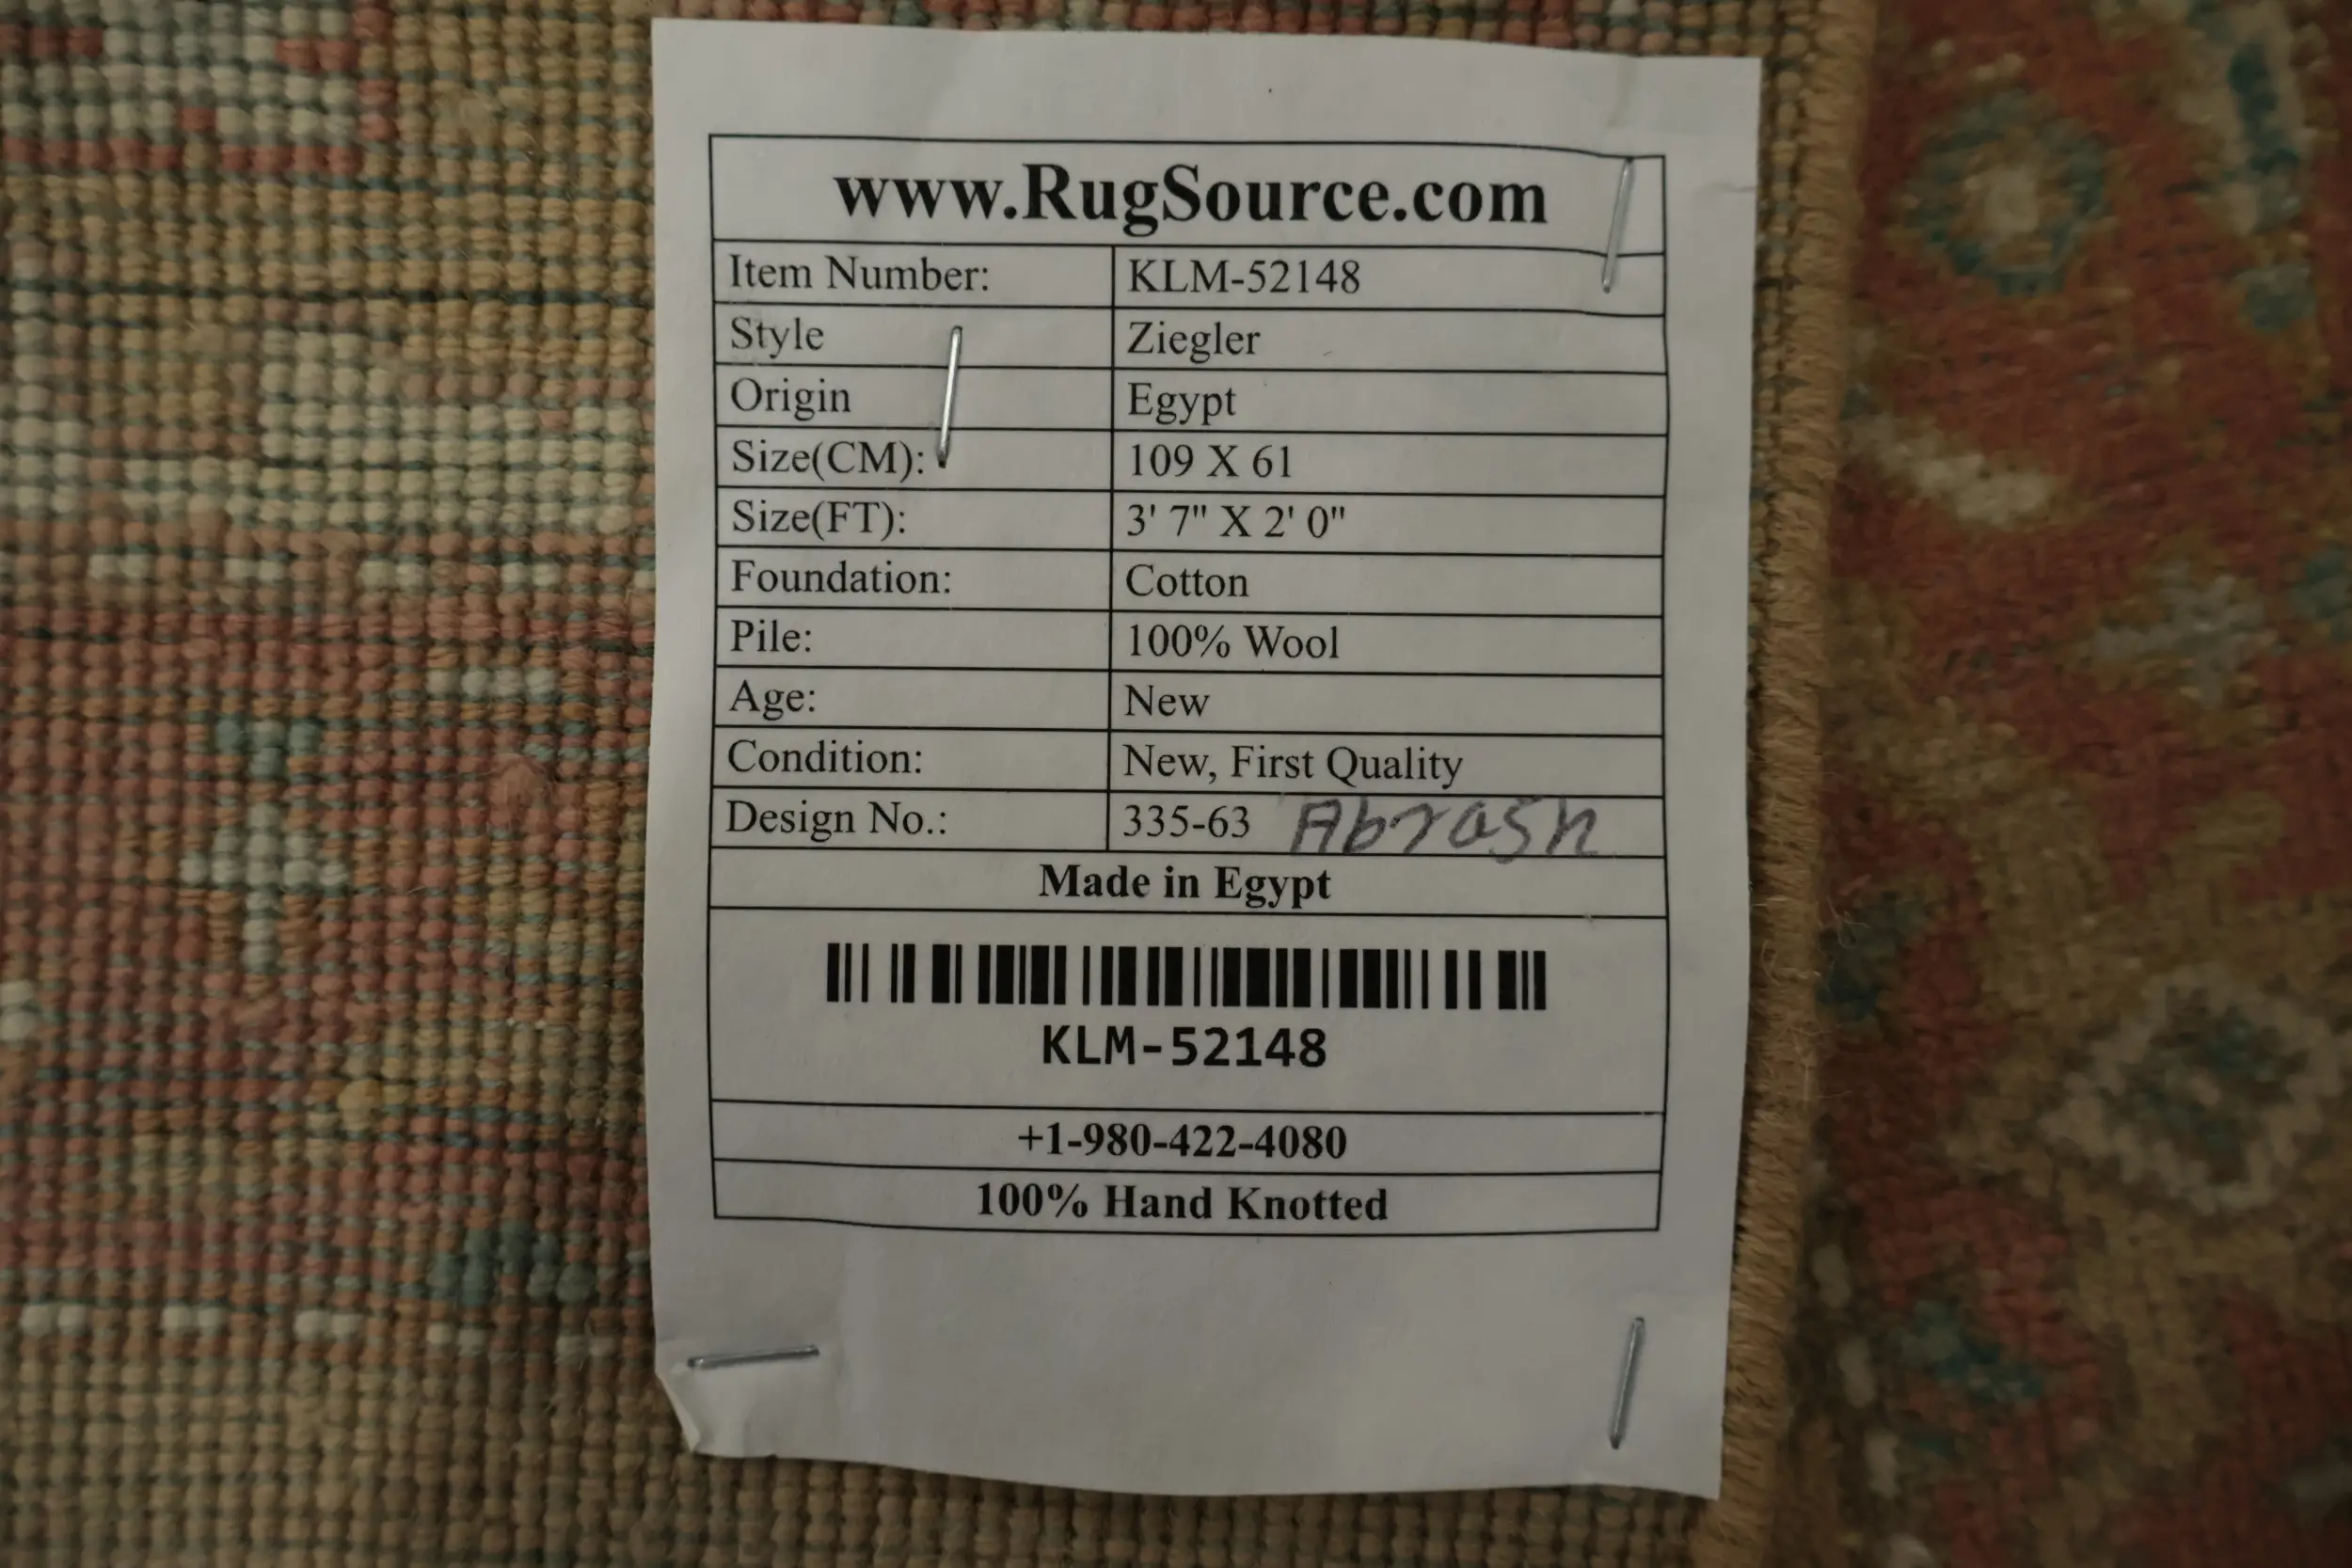 www.RugSource.com
Item Number: KLM-52148
Style Ziegler
Origin Egypt
Size(CM): 109 X 61
Size(FT): 3' 7" X 2' 0"
Foundation: Cotton
Pile: 100% Wool
Age: New
Condition: New, First Quality
Design No.: 335-63 Abrash
Made in Egypt
KLM-52148
+1-980-422-4080
100% Hand Knotted